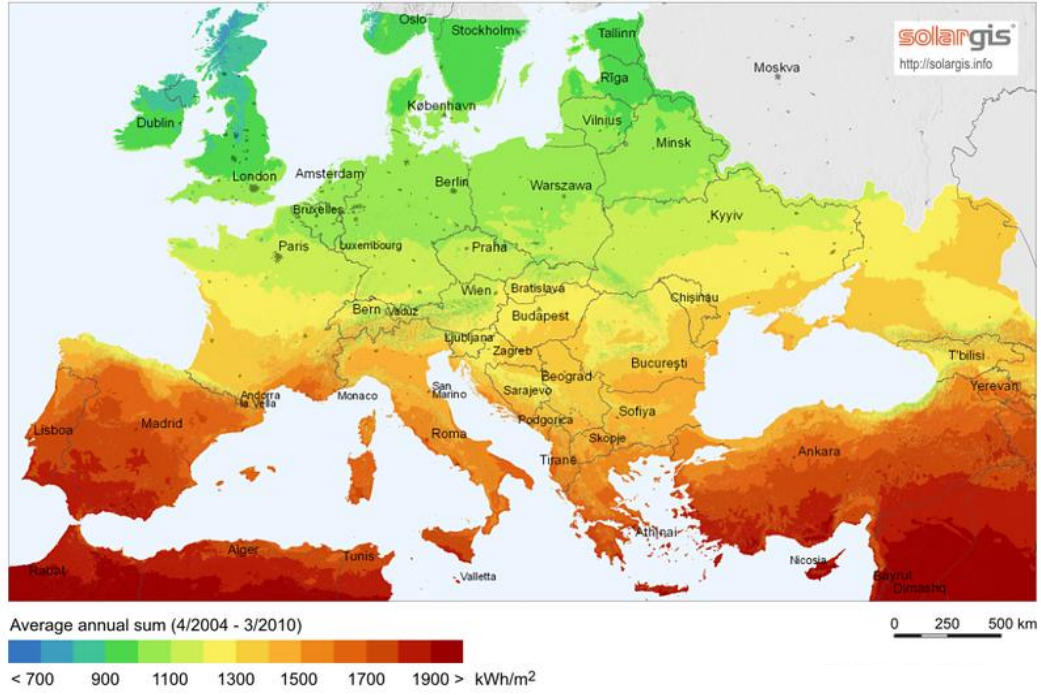 Oslo
Stockholm
Tallinn
solargis
http://solargis.info
Moskva
Rīga
København
Vilnius
Dublin
Minsk
London
Amsterdam
Berlin
Warszawa
Bruxelles
Kyyiv
Paris
Luxembourg
Praha
Wien
Bratislava
Chişinău
Bern
Vaduz
Budapest
Ljubljana
Zagreb
Bucureşti
T'bilisi
Beograd
San
Marino
Yerevan
Andorra
la Vella
Monaco
Sarajevo
Sofiya
Podgorica
Lisboa
Madrid
Roma
Skopje
Ankara
Tiranë
Athínai
Alger
Tunis
Nicosia
Rabat
Valletta
Bayrut
Dimashq
Average annual sum (4/2004 - 3/2010)
0 250 500 km
< 700 900 1100 1300 1500 1700 1900 > kWh/m²